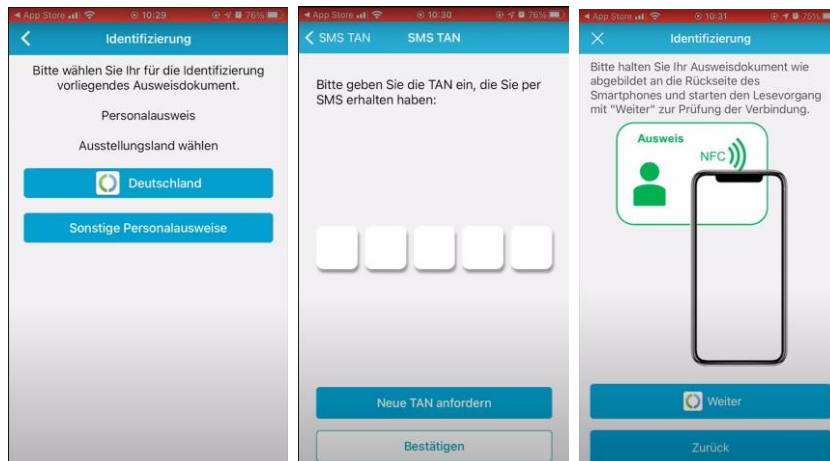 App Store 10:29 76%
Identifizierung
Bitte wählen Sie Ihr für die Identifizierung
vorliegendes Ausweisdokument.
Personalausweis
Ausstellungsland wählen
Deutschland
Sonstige Personalausweise
App Store 10:30 76%
SMS TAN SMS TAN
Bitte geben Sie die TAN ein, die Sie per
SMS erhalten haben:
Neue TAN anfordern
Bestätigen
App Store 10:31 75%
Identifizierung
Bitte halten Sie Ihr Ausweisdokument wie
abgebildet an die Rückseite des
Smartphones und starten den Lesevorgang
mit "Weiter" zur Prüfung der Verbindung.
Ausweis
NFC
Weiter
Zurück